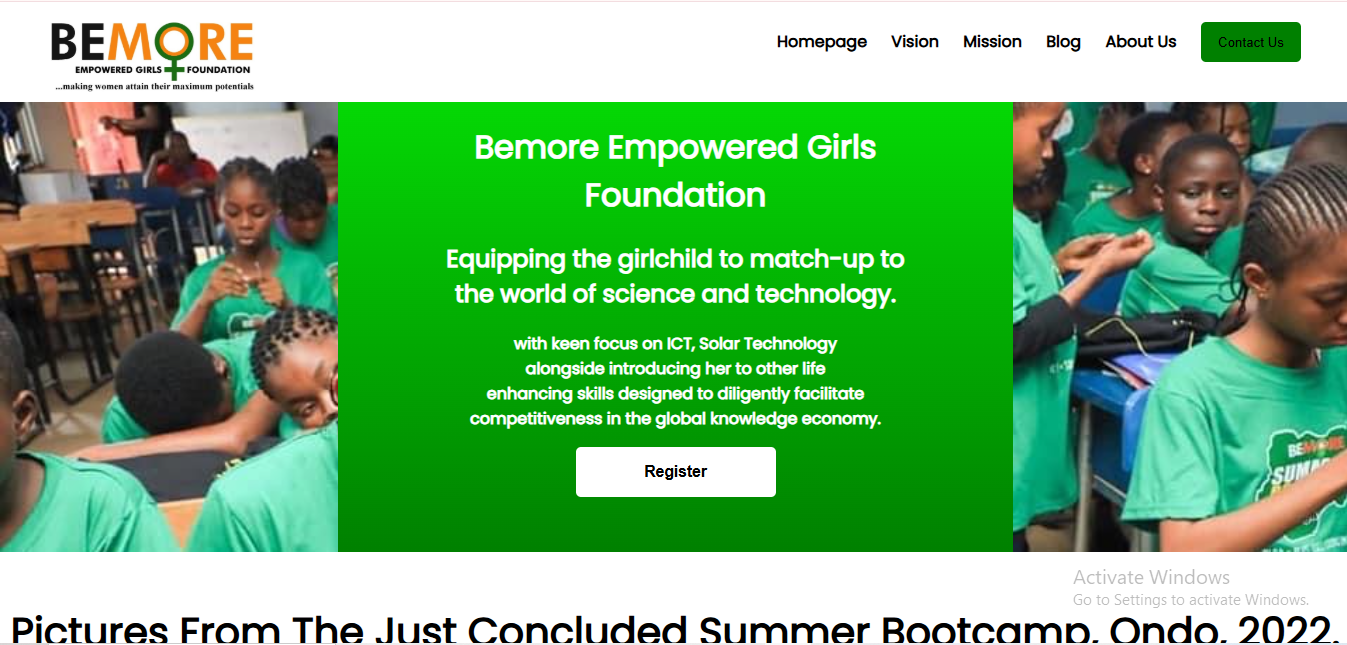 BEMORE
EMPOWERED GIRLS FOUNDATION
...making women attain their maximum potentials
Homepage Vision Mission Blog About Us Contact Us
Bemore Empowered Girls
Foundation
Equipping the girlchild to match-up to
the world of science and technology.
with keen focus on ICT, Solar Technology
alongside introducing her to other life
enhancing skills designed to diligently facilitate
competitiveness in the global knowledge economy.
Register
BEMORE
Activate Windows
Go to Settings to activate Windows.
Pictures From The Just Concluded Summer Bootcamp, Ondo, 2022.